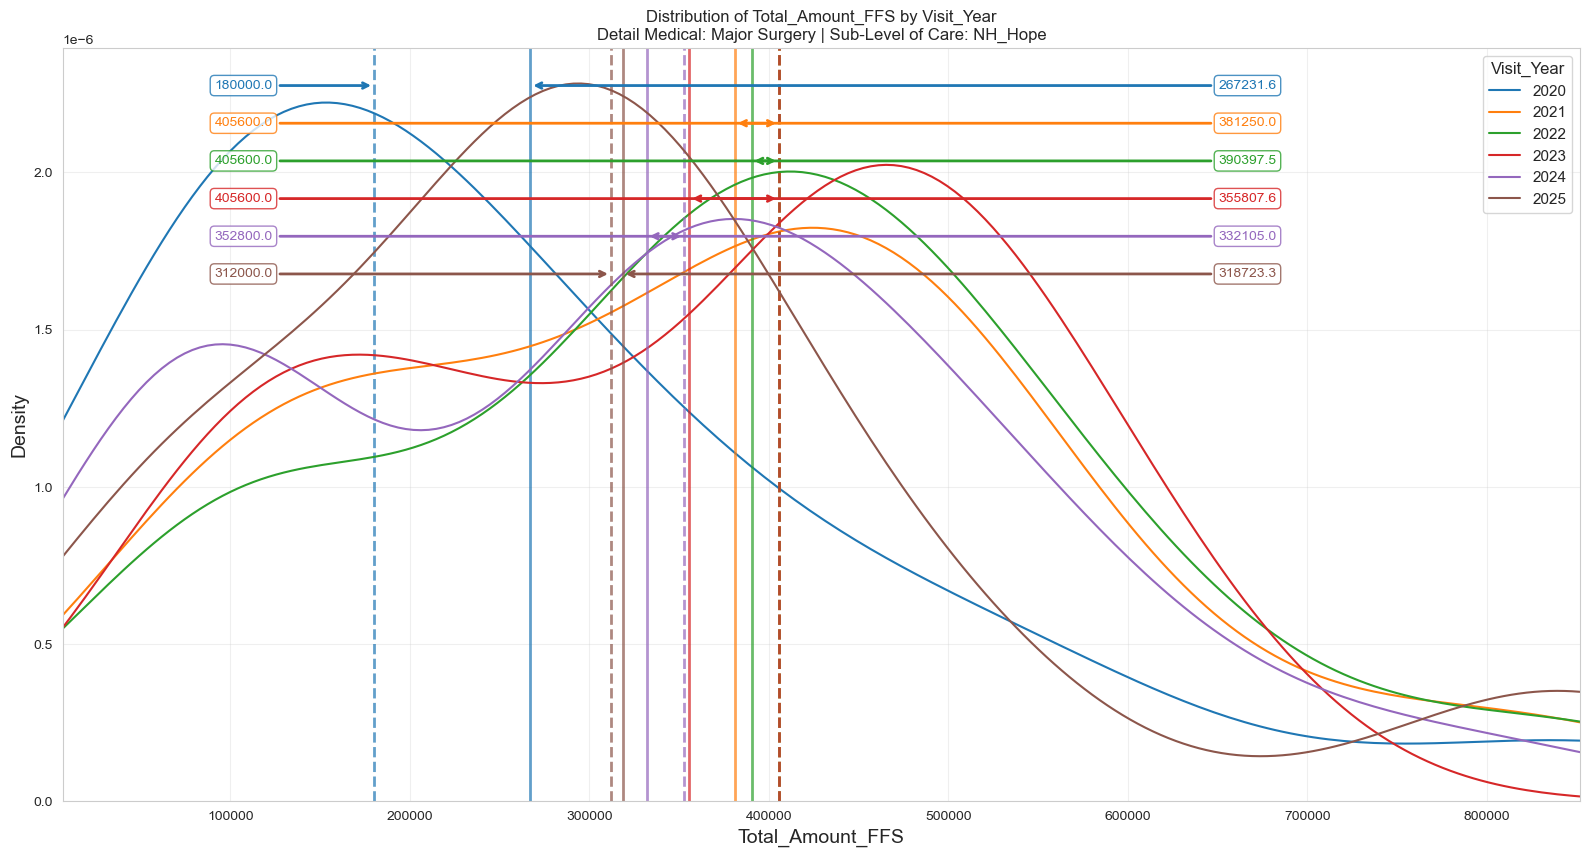 Distribution of Total_Amount_FFS by Visit_Year
Detail Medical: Major Surgery | Sub-Level of Care: NH_Hope
1e−6
Visit_Year
2020
2021
2022
2023
2024
2025
180000.0 267231.6
405600.0 381250.0
405600.0 390397.5
405600.0 355807.6
352800.0 332105.0
312000.0 318723.3
2.0
1.5
1.0
0.5
0.0
Density
100000 200000 300000 400000 500000 600000 700000 800000
Total_Amount_FFS